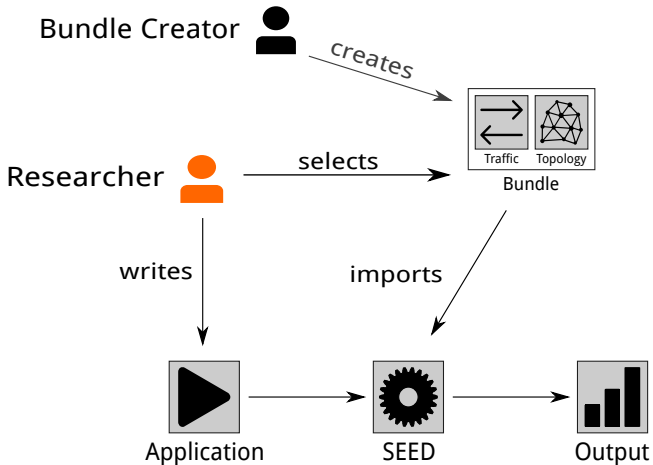 Bundle Creator
creates
Traffic
Topology
Bundle
Researcher
selects
writes
imports
Application
SEED
Output